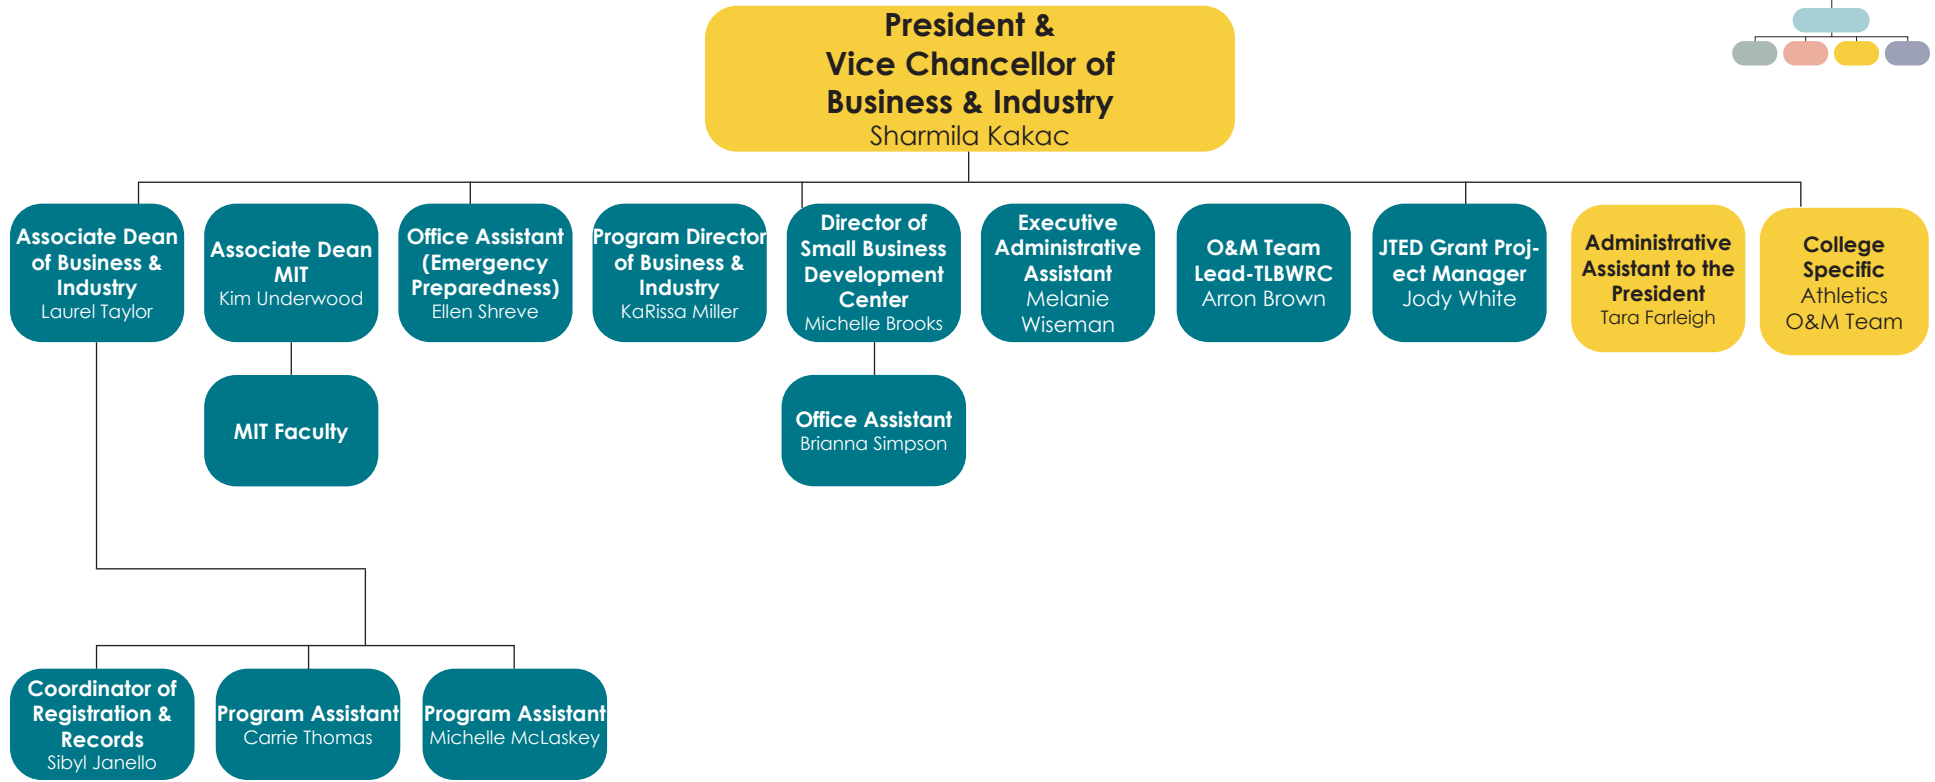 President &
Vice Chancellor of
Business & Industry
Sharmila Kakac
Associate Dean
of Business &
Industry
Laurel Taylor
Associate Dean
MIT
Kim Underwood
Office Assistant
(Emergency
Preparedness)
Ellen Shreve
Program Director
of Business &
Industry
KaRissa Miller
Director of
Small Business
Development
Center
Michelle Brooks
Executive
Administrative
Assistant
Melanie
Wiseman
O&M Team
Lead-TLBWRC
Arron Brown
JTED Grant Proj-
ect Manager
Jody White
Administrative
Assistant to the
President
Tara Farleigh
College
Specific
Athletics
O&M Team
MIT Faculty
Office Assistant
Brianna Simpson
Coordinator of
Registration &
Records
Sibyl Janello
Program Assistant
Carrie Thomas
Program Assistant
Michelle McLaskey